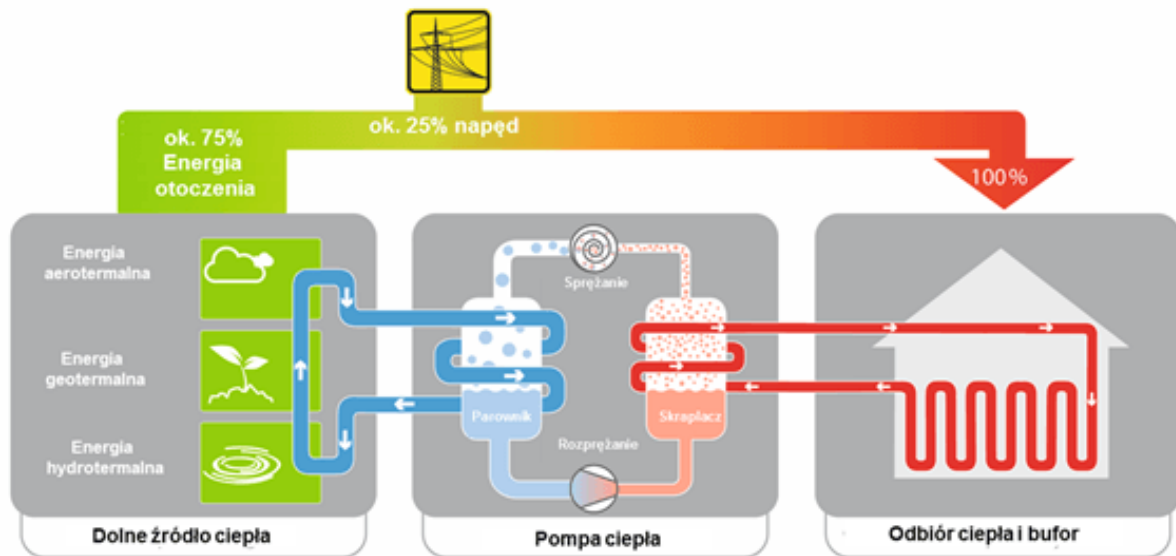 ok. 25% napęd
ok. 75%
Energia
otoczenia
100%
Energia
aerotermalna
Energia
geotermalna
Energia
hydrotermalna
Sprężanie
Parownik
Skraplacz
Rozprężanie
Dolne źródło ciepła
Pompa ciepła
Odbiór ciepła i bufor